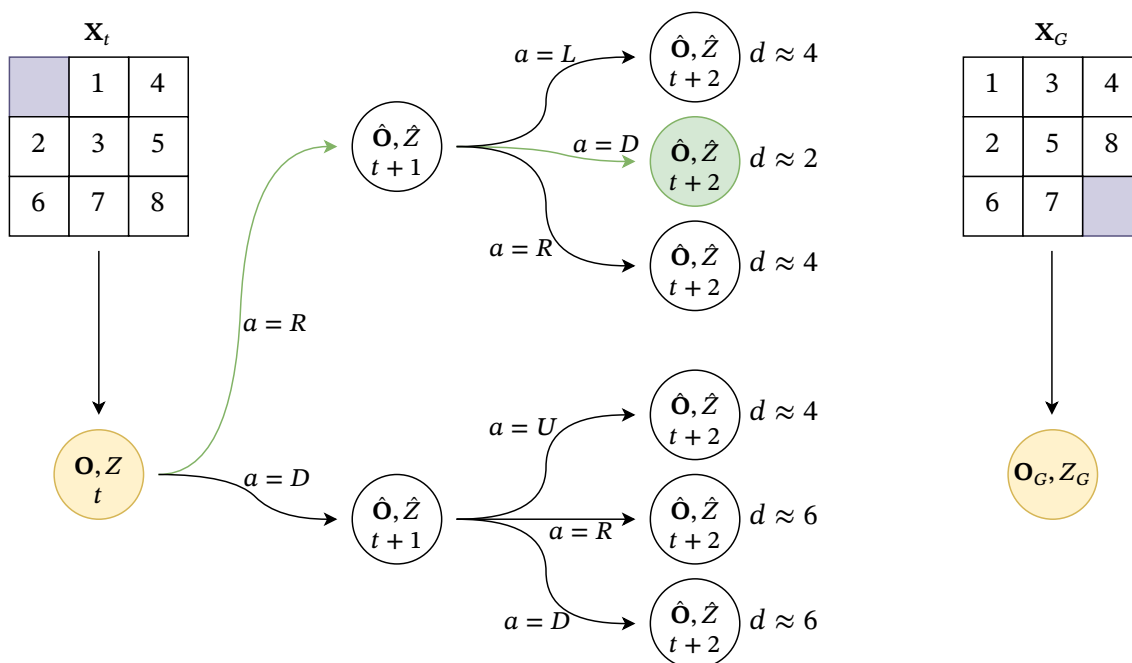 𝐗_t
1 4
2 3 5
6 7 8
𝐎, Z
t
a = R
a = D
Ô, Ẑ
t + 1
a = L
a = D
a = R
Ô, Ẑ
t + 2
d ≈ 4
Ô, Ẑ
t + 2
d ≈ 2
Ô, Ẑ
t + 2
d ≈ 4
Ô, Ẑ
t + 1
a = U
a = R
a = D
Ô, Ẑ
t + 2
d ≈ 4
Ô, Ẑ
t + 2
d ≈ 6
Ô, Ẑ
t + 2
d ≈ 6
𝐗_G
1 3 4
2 5 8
6 7
𝐎_G, Z_G